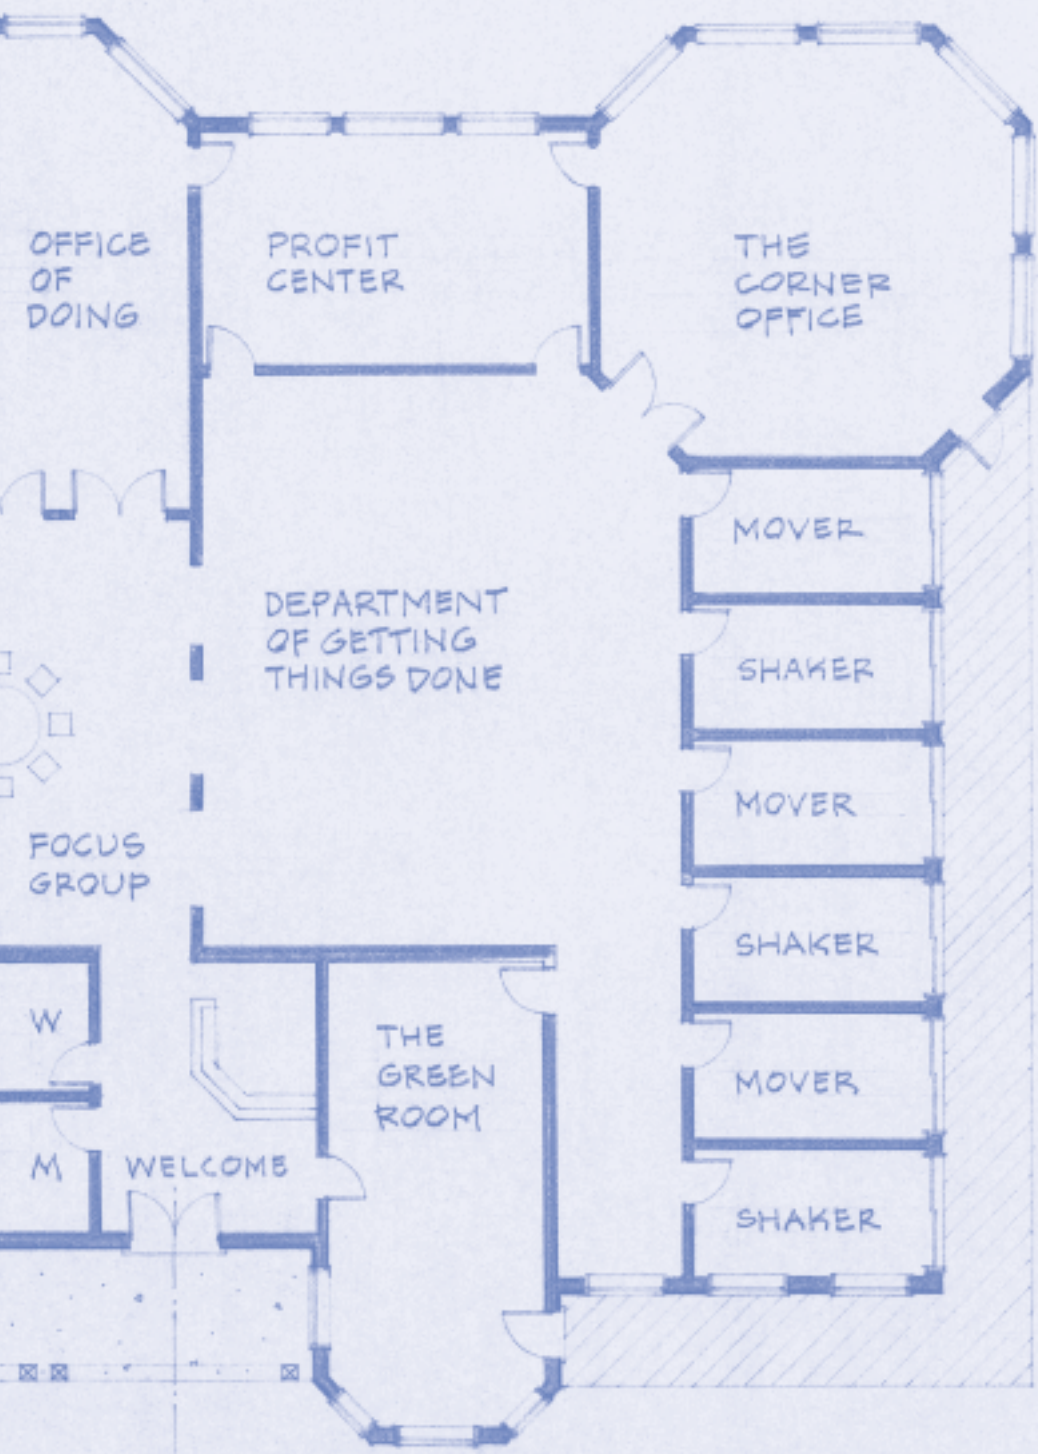 OFFICE
OF
DOING
PROFIT
CENTER
THE
CORNER
OFFICE
MOVER
DEPARTMENT
OF GETTING
THINGS DONE
SHAKER
MOVER
FOCUS
GROUP
SHAKER
W
THE
GREEN
ROOM
MOVER
M
WELCOME
SHAKER